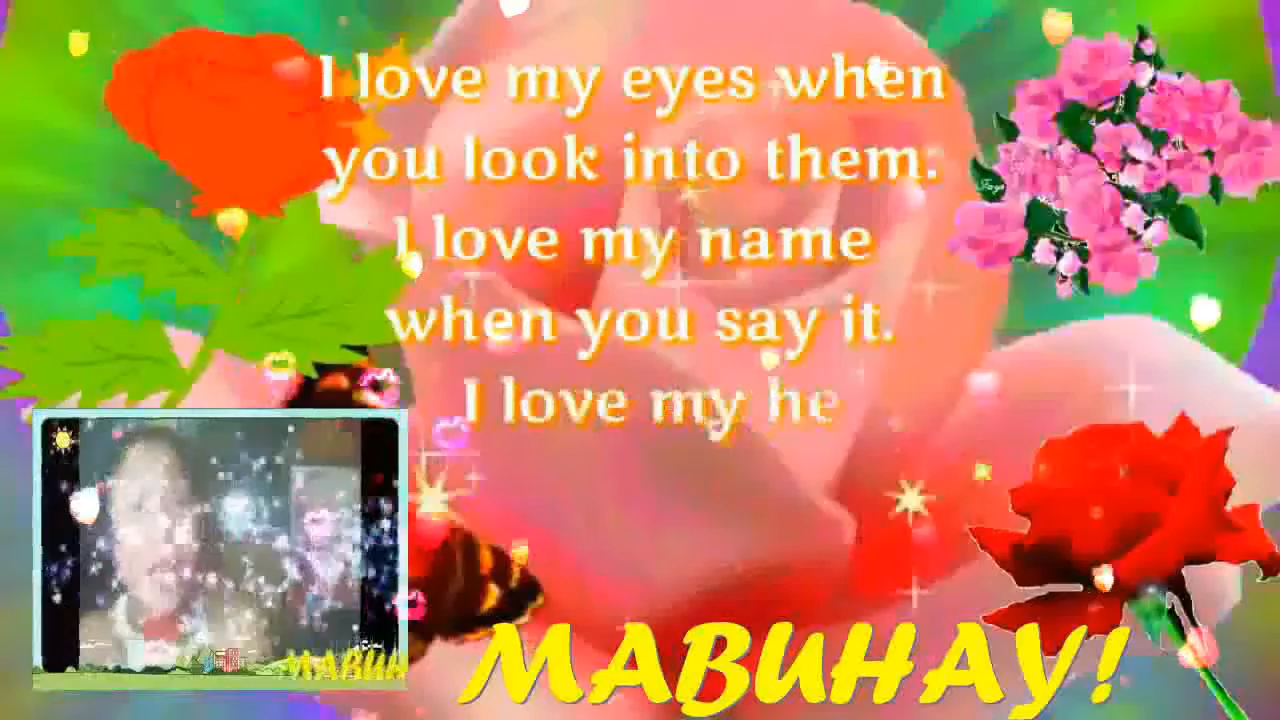 I love my eyes when
you look into them.
I love my name
when you say it.
I love my he
MABUHAY!
MABUH